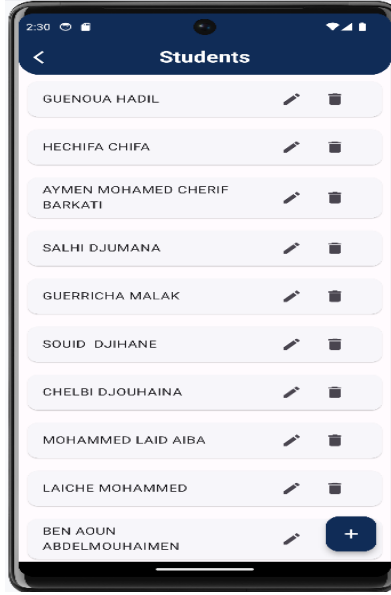 2:30
Students
GUENOUA HADIL
HECHIFA CHIFA
AYMEN MOHAMED CHERIF
BARKATI
SALHI DJUMANA
GUERRICHA MALAK
SOUID DJIHANE
CHELBI DJOUHAINA
MOHAMMED LAID AIBA
LAICHE MOHAMMED
BEN AOUN
ABDELMOUHAIMEN